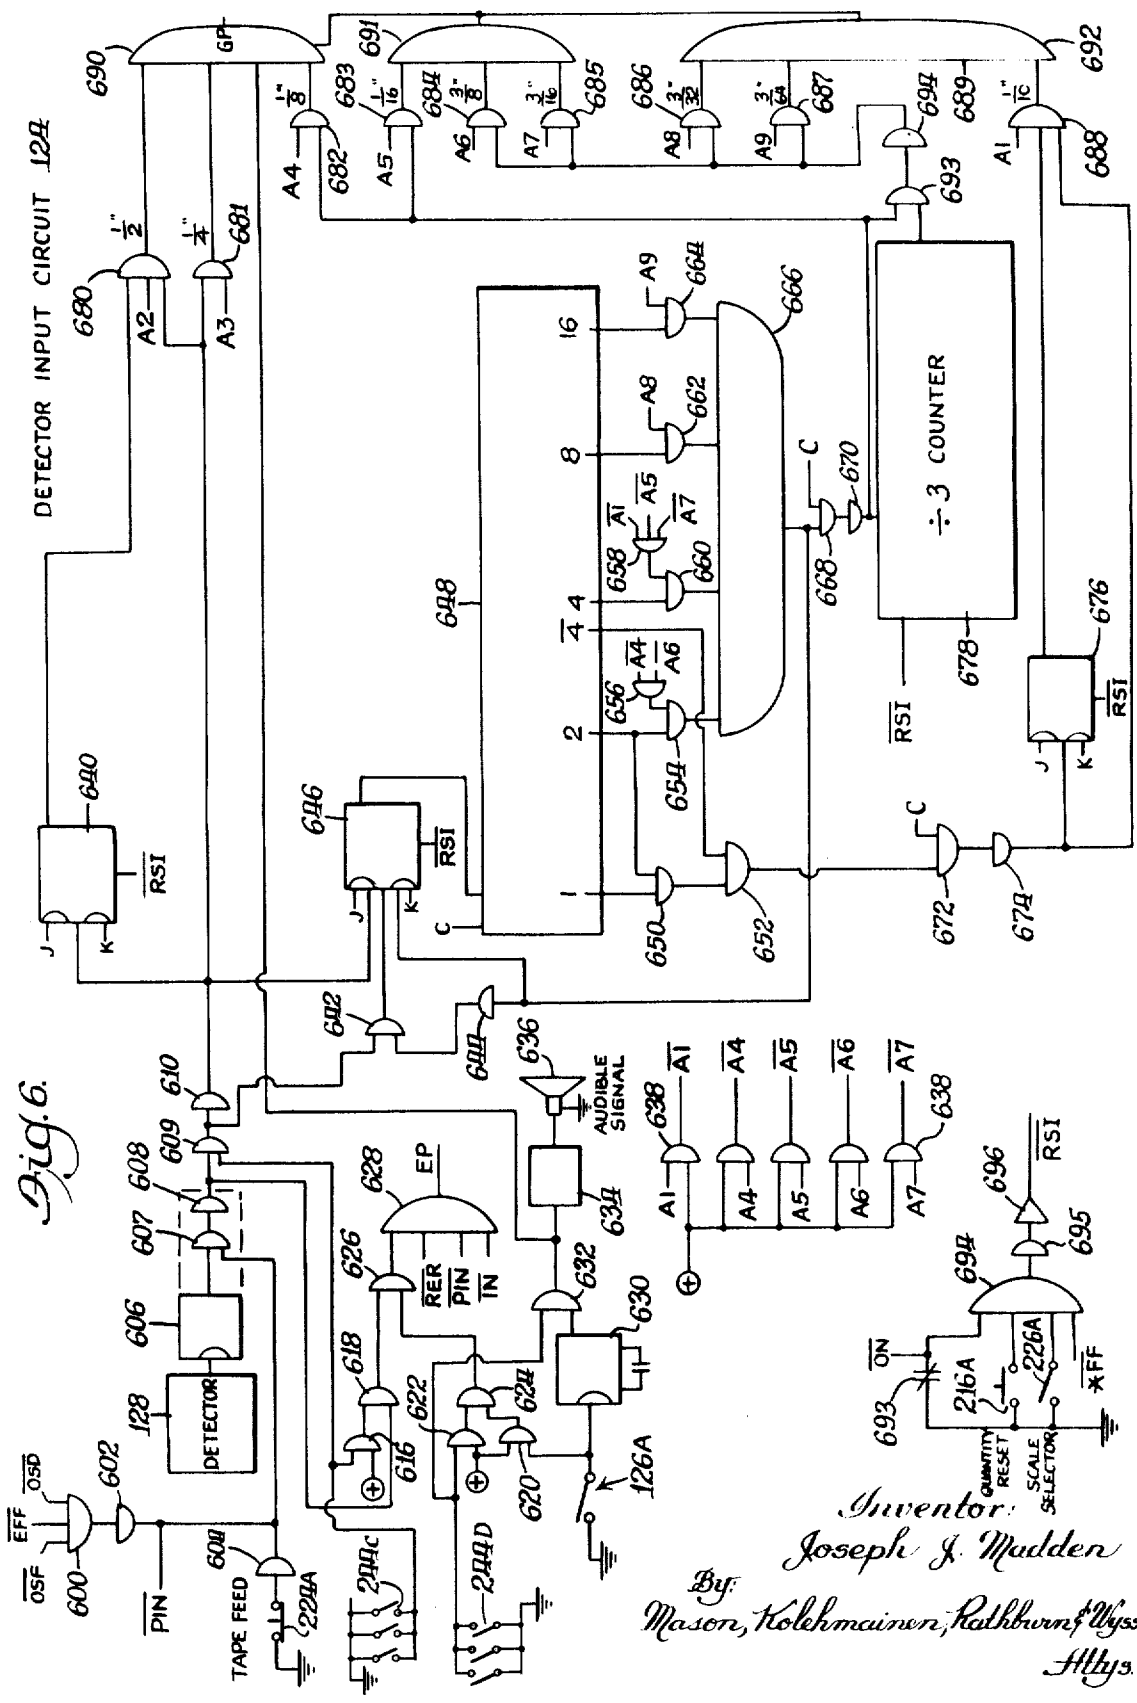 Fig. 6.
DETECTOR INPUT CIRCUIT 124
690
GP
691
692
1/2"
1/4"
1/8"
1/16"
3/8"
3/16"
3/32"
3/64"
1/10"
680
A2
681
A3
A4
682
683
A5
684
A6
A7
685
686
A8
A9
687
694
689
A1
688
693
640
J
K
RSI
646
J
K
RSI
C
648
1
2
4
4
8
16
650
652
654
656
A4
A6
658
A1
A5
A7
660
A8
662
A9
664
666
C
668
670
÷3 COUNTER
678
RSI
C
672
674
J
K
676
RSI
642
644
610
609
608
607
606
128
DETECTOR
OSF
EFF
OSD
600
602
PIN
604
TAPE FEED
224A
244C
244D
616
618
626
628
EP
RER
PIN
IN
622
624
620
126A
630
632
634
636
AUDIBLE
SIGNAL
638
A1
A1
A4
A4
A5
A5
A6
A6
A7
A7
638
ON
693
694
695
696
RSI
216A
226A
*FF
QUANTITY
RESET
SCALE
SELECTOR
Inventor:
Joseph J. Madden
By:
Mason, Kolehmainen, Rathburn & Wyss
Attys.